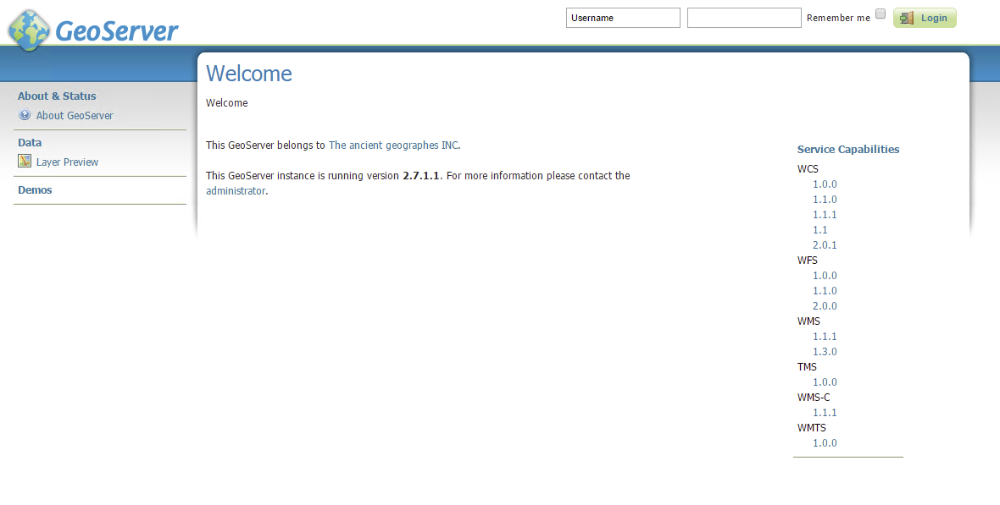 GeoServer
Username
Remember me
Login
About & Status
About GeoServer
Data
Layer Preview
Demos
Welcome
Welcome
This GeoServer belongs to The ancient geographes INC.
This GeoServer instance is running version 2.7.1.1. For more information please contact the
administrator.
Service Capabilities
WCS
1.0.0
1.1.0
1.1.1
1.1
2.0.1
WFS
1.0.0
1.1.0
2.0.0
WMS
1.1.1
1.3.0
TMS
1.0.0
WMS-C
1.1.1
WMTS
1.0.0